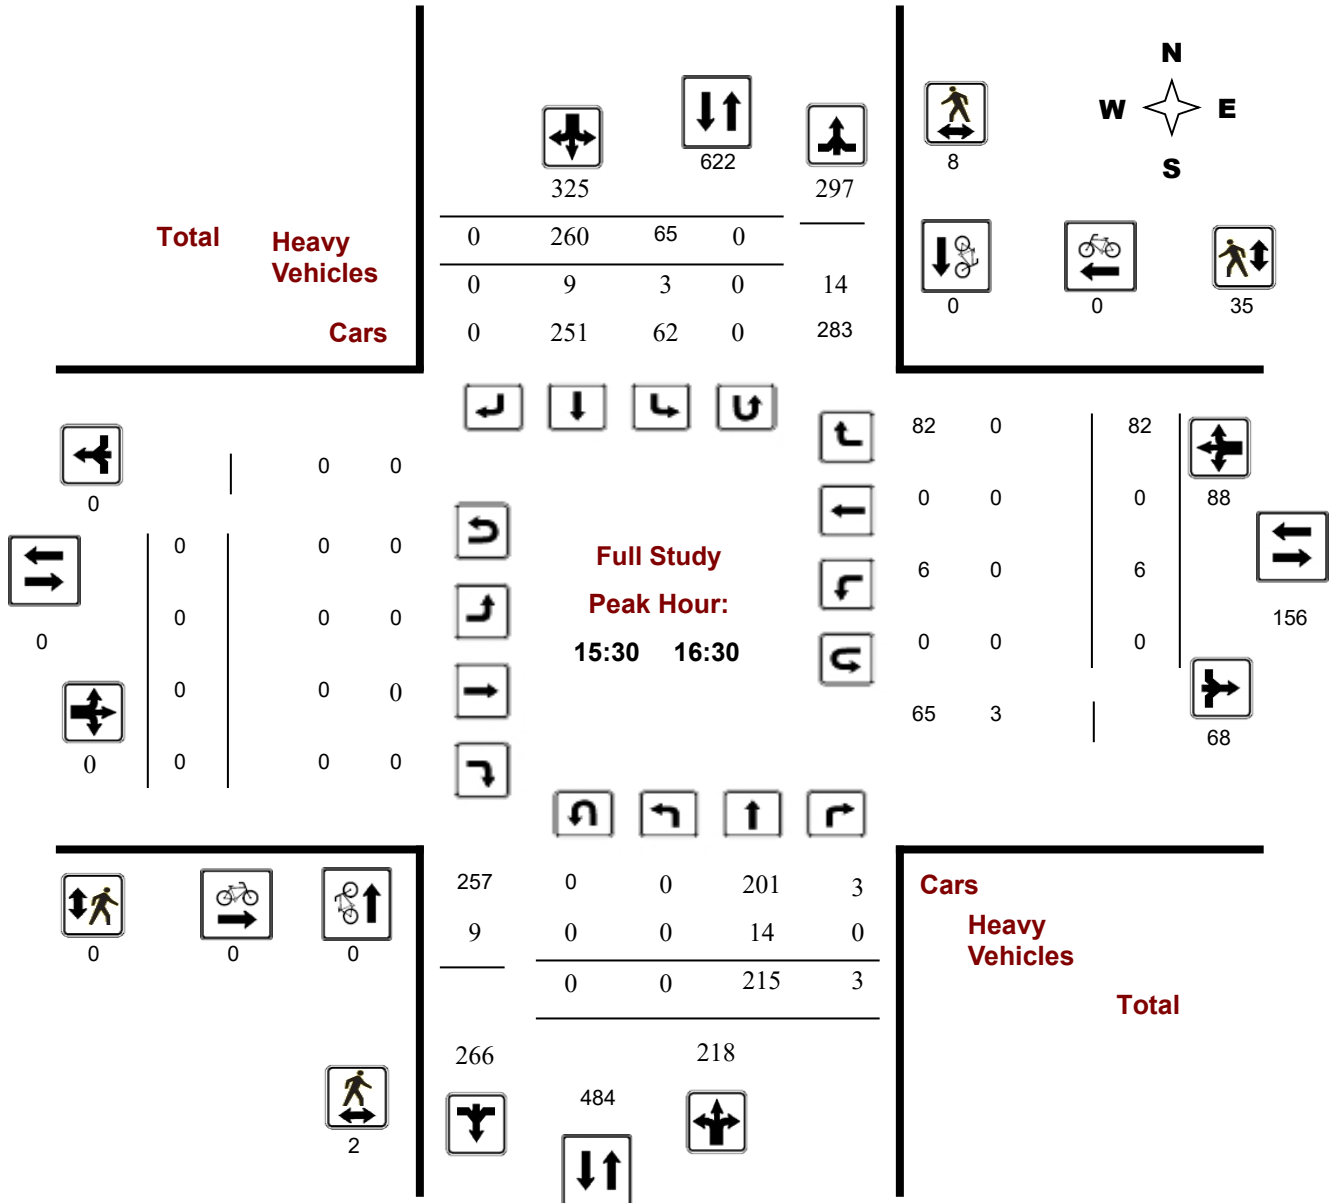 N
W E
S
622
8
325 297
Total Heavy Vehicles
0 260 65 0
0 9 3 0 14
Cars 0 251 62 0 283
0 0 35
82 0 82
0 0
0
0 0 0 88
0 0 0
Full Study
6 0 6
Peak Hour:
0 0 0
156
0
15:30 16:30
0 0 0
0 0 0
65 3
68
0
0 0 0
257 0 0 201 3
Cars
9 0 0 14 0
Heavy Vehicles
0 0 0
0 0 215 3
Total
266 218
484
2